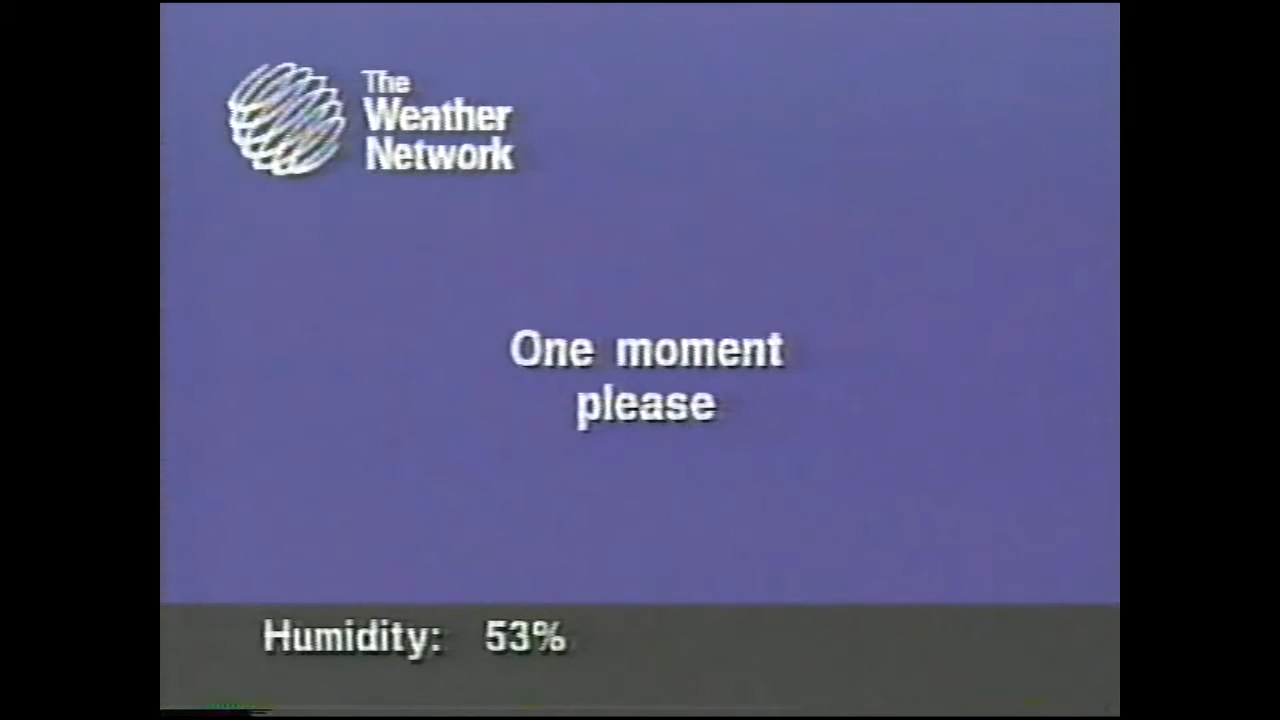 The
Weather
Network
One moment
please
Humidity: 53%